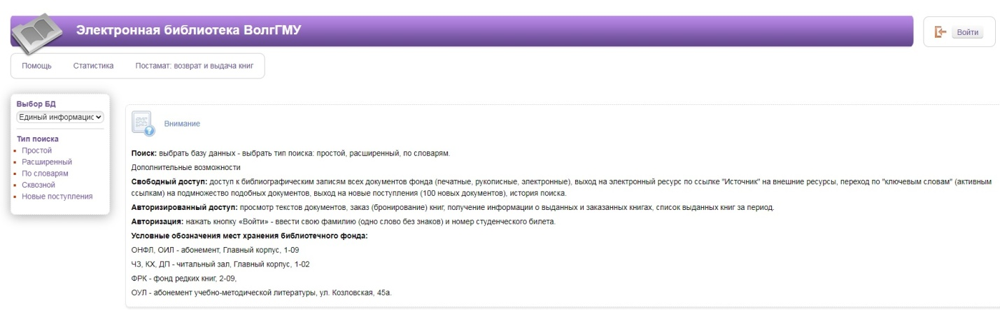 Электронная библиотека ВолгГМУ
Войти
Помощь Статистика Постамат: возврат и выдача книг
Выбор БД
Единый информацис
Тип поиска
Простой
Расширенный
По словарям
Сквозной
Новые поступления
Внимание
Поиск: выбрать базу данных - выбрать тип поиска: простой, расширенный, по словарям.
Дополнительные возможности
Свободный доступ: доступ к библиографическим записям всех документов фонда (печатные, рукописные, электронные), выход на электронный ресурс по ссылке "Источник" на внешние ресурсы, переход по "ключевым словам" (активным
ссылкам) на подмножество подобных документов, выход на новые поступления (100 новых документов), история поиска.
Авторизированный доступ: просмотр текстов документов, заказ (бронирование) книг, получение информации о выданных и заказанных книгах, список выданных книг за период.
Авторизация: нажать кнопку «Войти» - ввести свою фамилию (одно слово без знаков) и номер студенческого билета.
Условные обозначения мест хранения библиотечного фонда:
ОНФЛ, ОИЛ - абонемент, Главный корпус, 1-09
ЧЗ, КХ, ДП - читальный зал, Главный корпус, 1-02
ФРК - фонд редких книг, 2-09,
ОУЛ - абонемент учебно-методической литературы, ул. Козловская, 45а.